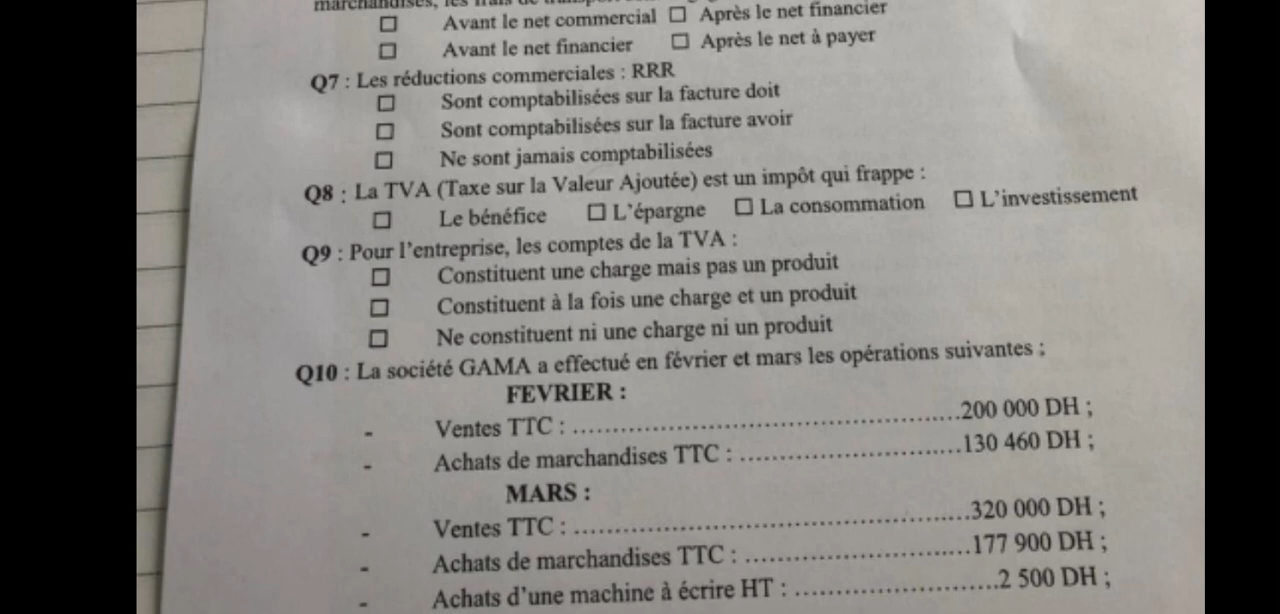 marchandises, les frais de
☐ Avant le net commercial ☐ Après le net financier
☐ Avant le net financier ☐ Après le net à payer
Q7 : Les réductions commerciales : RRR
☐ Sont comptabilisées sur la facture doit
☐ Sont comptabilisées sur la facture avoir
☐ Ne sont jamais comptabilisées
Q8 : La TVA (Taxe sur la Valeur Ajoutée) est un impôt qui frappe :
☐ Le bénéfice ☐ L'épargne ☐ La consommation ☐ L'investissement
Q9 : Pour l'entreprise, les comptes de la TVA :
☐ Constituent une charge mais pas un produit
☐ Constituent à la fois une charge et un produit
☐ Ne constituent ni une charge ni un produit
Q10 : La société GAMA a effectué en février et mars les opérations suivantes :
FEVRIER :
- Ventes TTC : ...............................................200 000 DH ;
- Achats de marchandises TTC : ...........................130 460 DH ;
MARS :
- Ventes TTC : ...............................................320 000 DH ;
- Achats de marchandises TTC : ...........................177 900 DH ;
- Achats d'une machine à écrire HT : .........................2 500 DH ;